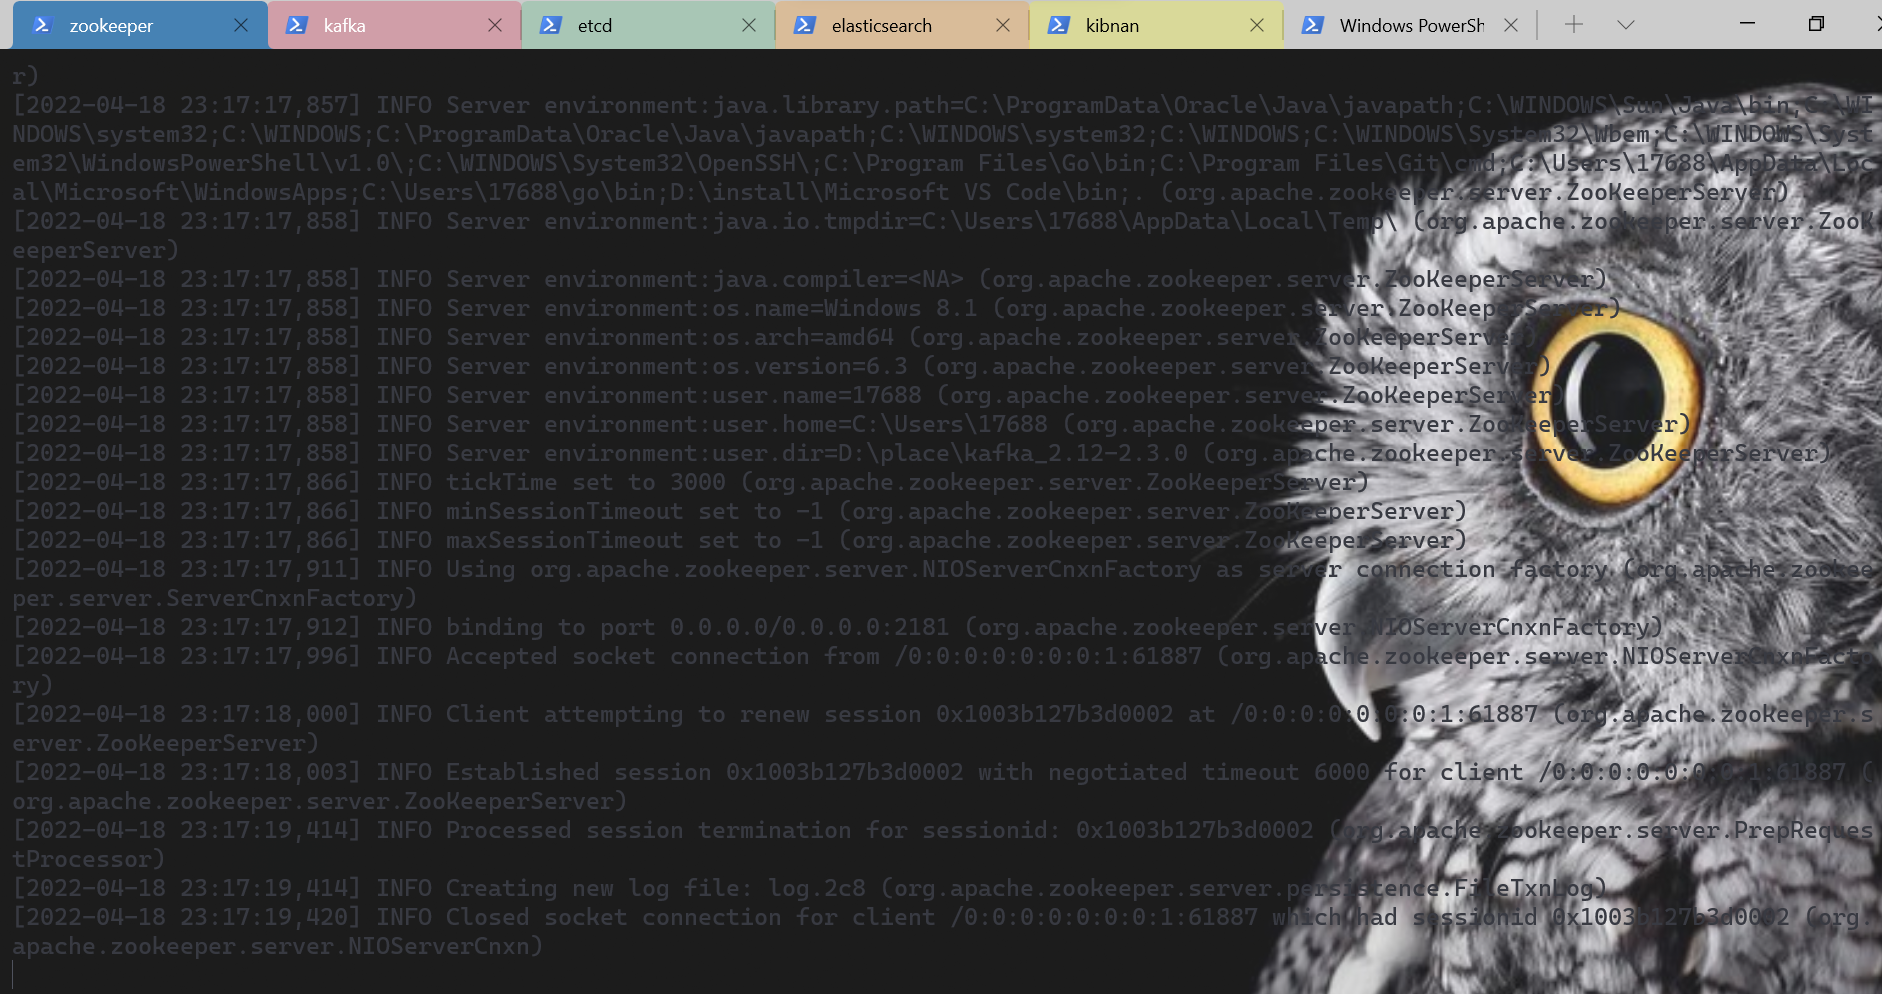 zookeeper
kafka
etcd
elasticsearch
kibnan
Windows PowerSh
r)
[2022-04-18 23:17:17,857] INFO Server environment:java.library.path=C:\ProgramData\Oracle\Java\javapath;C:\WINDOWS\Sun\Java\bin;C:\WI
NDOWS\system32;C:\WINDOWS;C:\ProgramData\Oracle\Java\javapath;C:\WINDOWS\system32;C:\WINDOWS;C:\WINDOWS\System32\Wbem;C:\WINDOWS\Syst
em32\WindowsPowerShell\v1.0\;C:\WINDOWS\System32\OpenSSH\;C:\Program Files\Go\bin;C:\Program Files\Git\cmd;C:\Users\17688\AppData\Loc
al\Microsoft\WindowsApps;C:\Users\17688\go\bin;D:\install\Microsoft VS Code\bin;. (org.apache.zookeeper.server.ZooKeeperServer)
[2022-04-18 23:17:17,858] INFO Server environment:java.io.tmpdir=C:\Users\17688\AppData\Local\Temp\ (org.apache.zookeeper.server.ZooK
eeperServer)
[2022-04-18 23:17:17,858] INFO Server environment:java.compiler=<NA> (org.apache.zookeeper.server.ZooKeeperServer)
[2022-04-18 23:17:17,858] INFO Server environment:os.name=Windows 8.1 (org.apache.zookeeper.server.ZooKeeperServer)
[2022-04-18 23:17:17,858] INFO Server environment:os.arch=amd64 (org.apache.zookeeper.server.ZooKeeperServer)
[2022-04-18 23:17:17,858] INFO Server environment:os.version=6.3 (org.apache.zookeeper.server.ZooKeeperServer)
[2022-04-18 23:17:17,858] INFO Server environment:user.name=17688 (org.apache.zookeeper.server.ZooKeeperServer)
[2022-04-18 23:17:17,858] INFO Server environment:user.home=C:\Users\17688 (org.apache.zookeeper.server.ZooKeeperServer)
[2022-04-18 23:17:17,858] INFO Server environment:user.dir=D:\place\kafka_2.12-2.3.0 (org.apache.zookeeper.server.ZooKeeperServer)
[2022-04-18 23:17:17,866] INFO tickTime set to 3000 (org.apache.zookeeper.server.ZooKeeperServer)
[2022-04-18 23:17:17,866] INFO minSessionTimeout set to -1 (org.apache.zookeeper.server.ZooKeeperServer)
[2022-04-18 23:17:17,866] INFO maxSessionTimeout set to -1 (org.apache.zookeeper.server.ZooKeeperServer)
[2022-04-18 23:17:17,911] INFO Using org.apache.zookeeper.server.NIOServerCnxnFactory as server connection factory (org.apache.zookee
per.server.ServerCnxnFactory)
[2022-04-18 23:17:17,912] INFO binding to port 0.0.0.0/0.0.0.0:2181 (org.apache.zookeeper.server.NIOServerCnxnFactory)
[2022-04-18 23:17:17,996] INFO Accepted socket connection from /0:0:0:0:0:0:0:1:61887 (org.apache.zookeeper.server.NIOServerCnxnFacto
ry)
[2022-04-18 23:17:18,000] INFO Client attempting to renew session 0x1003b127b3d0002 at /0:0:0:0:0:0:0:1:61887 (org.apache.zookeeper.s
erver.ZooKeeperServer)
[2022-04-18 23:17:18,003] INFO Established session 0x1003b127b3d0002 with negotiated timeout 6000 for client /0:0:0:0:0:0:0:1:61887 (
org.apache.zookeeper.server.ZooKeeperServer)
[2022-04-18 23:17:19,414] INFO Processed session termination for sessionid: 0x1003b127b3d0002 (org.apache.zookeeper.server.PrepReques
tProcessor)
[2022-04-18 23:17:19,414] INFO Creating new log file: log.2c8 (org.apache.zookeeper.server.persistence.FileTxnLog)
[2022-04-18 23:17:19,420] INFO Closed socket connection for client /0:0:0:0:0:0:0:1:61887 which had sessionid 0x1003b127b3d0002 (org.
apache.zookeeper.server.NIOServerCnxn)